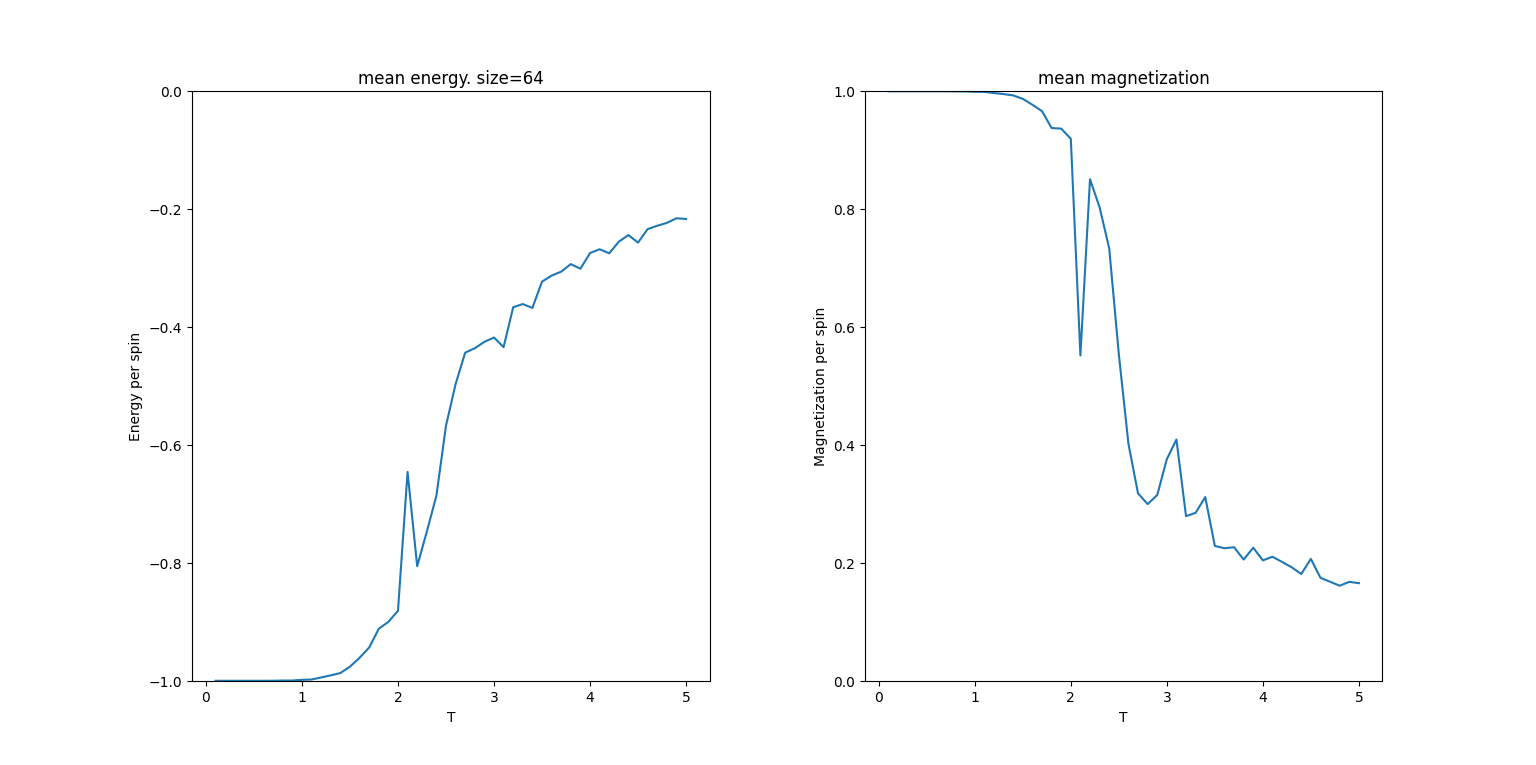 mean energy. size=64
0.0
−0.2
−0.4
−0.6
−0.8
−1.0
Energy per spin
0 1 2 3 4 5
T
mean magnetization
1.0
0.8
0.6
0.4
0.2
0.0
Magnetization per spin
0 1 2 3 4 5
T